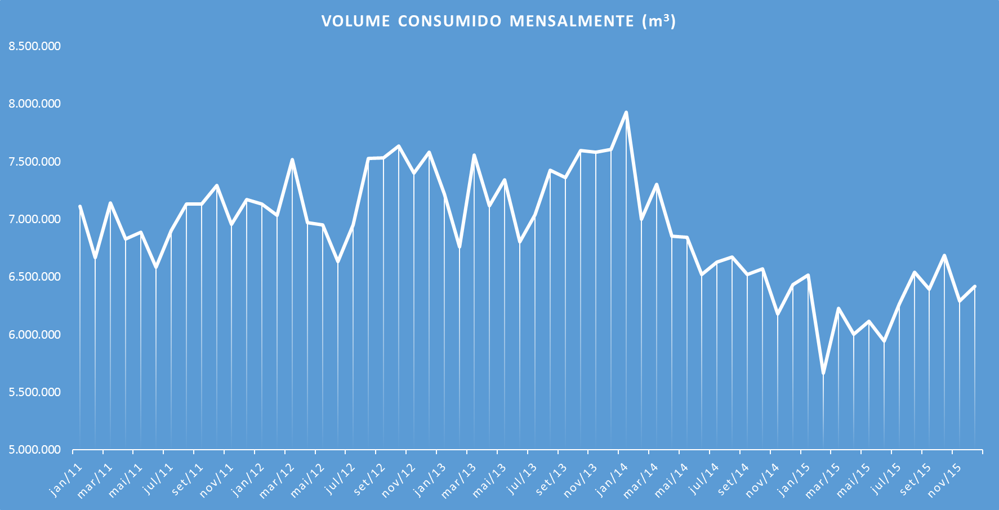 VOLUME CONSUMIDO MENSALMENTE (m³)
8.500.000
8.000.000
7.500.000
7.000.000
6.500.000
6.000.000
5.500.000
5.000.000
jan/11
mar/11
mai/11
jul/11
set/11
nov/11
jan/12
mar/12
mai/12
jul/12
set/12
nov/12
jan/13
mar/13
mai/13
jul/13
set/13
nov/13
jan/14
mar/14
mai/14
jul/14
set/14
nov/14
jan/15
mar/15
mai/15
jul/15
set/15
nov/15